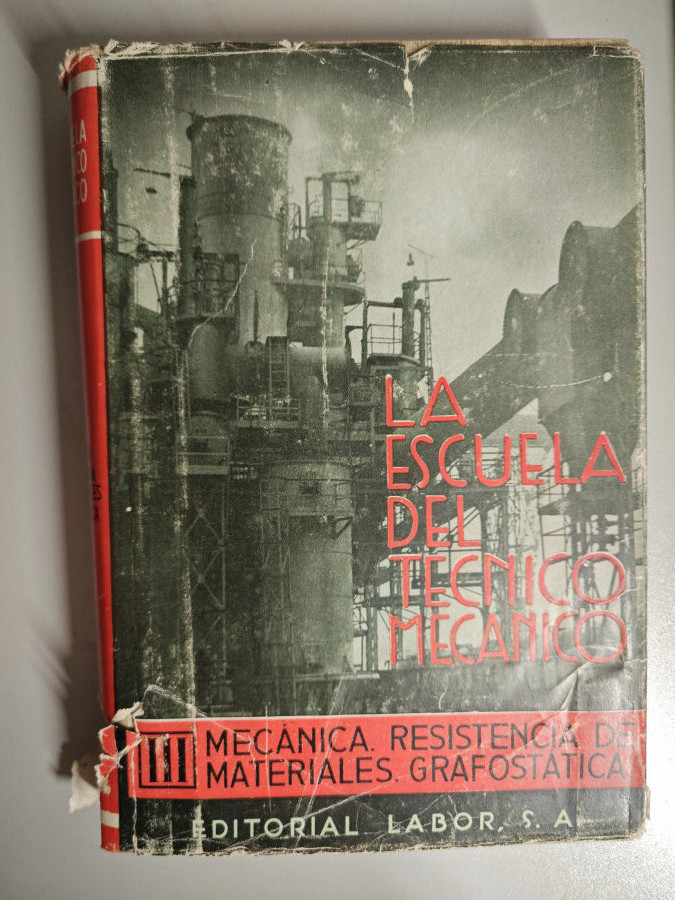 LA
ESCUELA
DEL
TECNICO
MECANICO
III
MECÁNICA. RESISTENCIA DE
MATERIALES. GRAFOSTÁTICA
EDITORIAL LABOR, S. A.